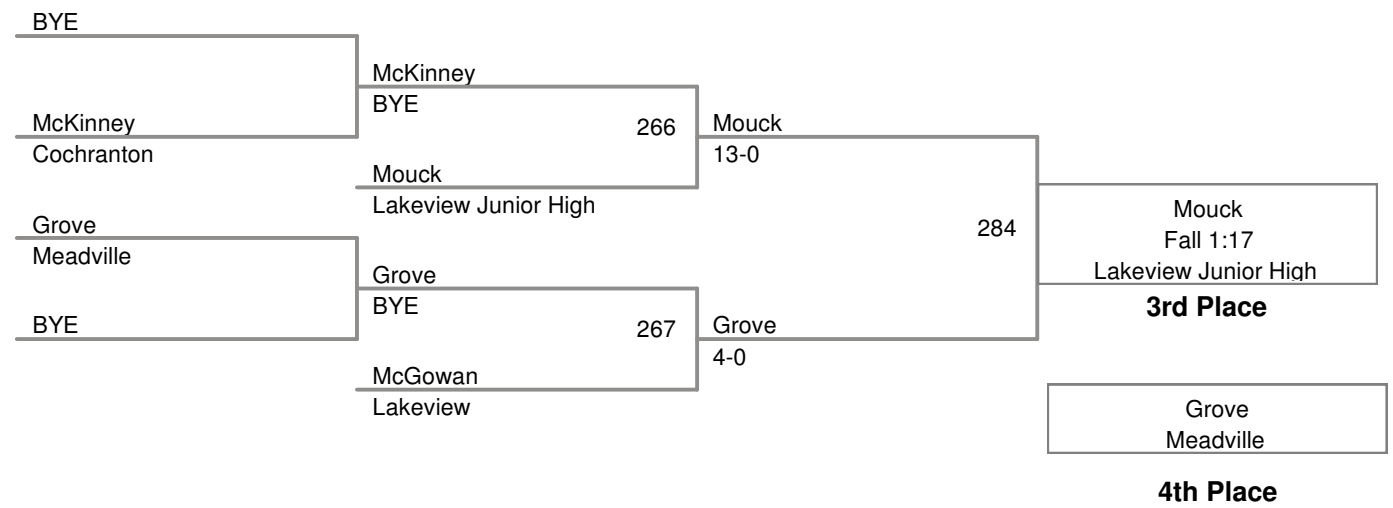 BYE
McKinney
Cochranton
Grove
Meadville
BYE
McKinney
BYE
266
Mouck
Lakeview Junior High
Grove
BYE
267
McGowan
Lakeview
Mouck
13-0
284
Grove
4-0
Mouck
Fall 1:17
Lakeview Junior High
3rd Place
Grove
Meadville
4th Place